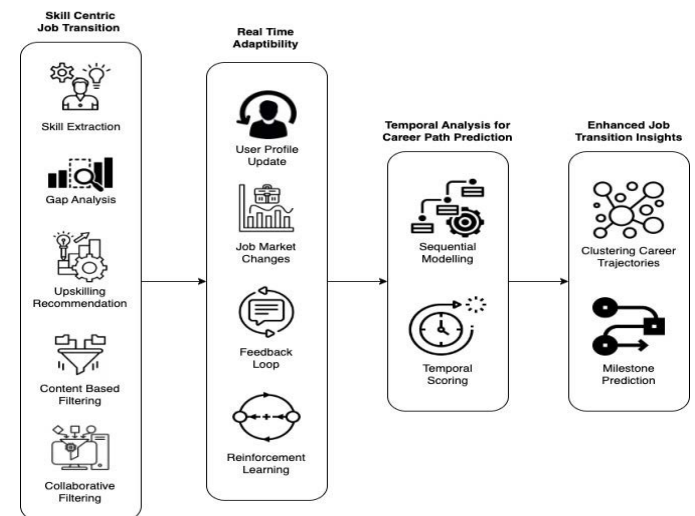 Skill Centric
Job Transition
Skill Extraction
Gap Analysis
Upskilling
Recommendation
Content Based
Filtering
Collaborative
Filtering
Real Time
Adaptibility
User Profile
Update
Job Market
Changes
Feedback
Loop
Reinforcement
Learning
Temporal Analysis for
Career Path Prediction
Sequential
Modelling
Temporal
Scoring
Enhanced Job
Transition Insights
Clustering Career
Trajectories
Milestone
Prediction